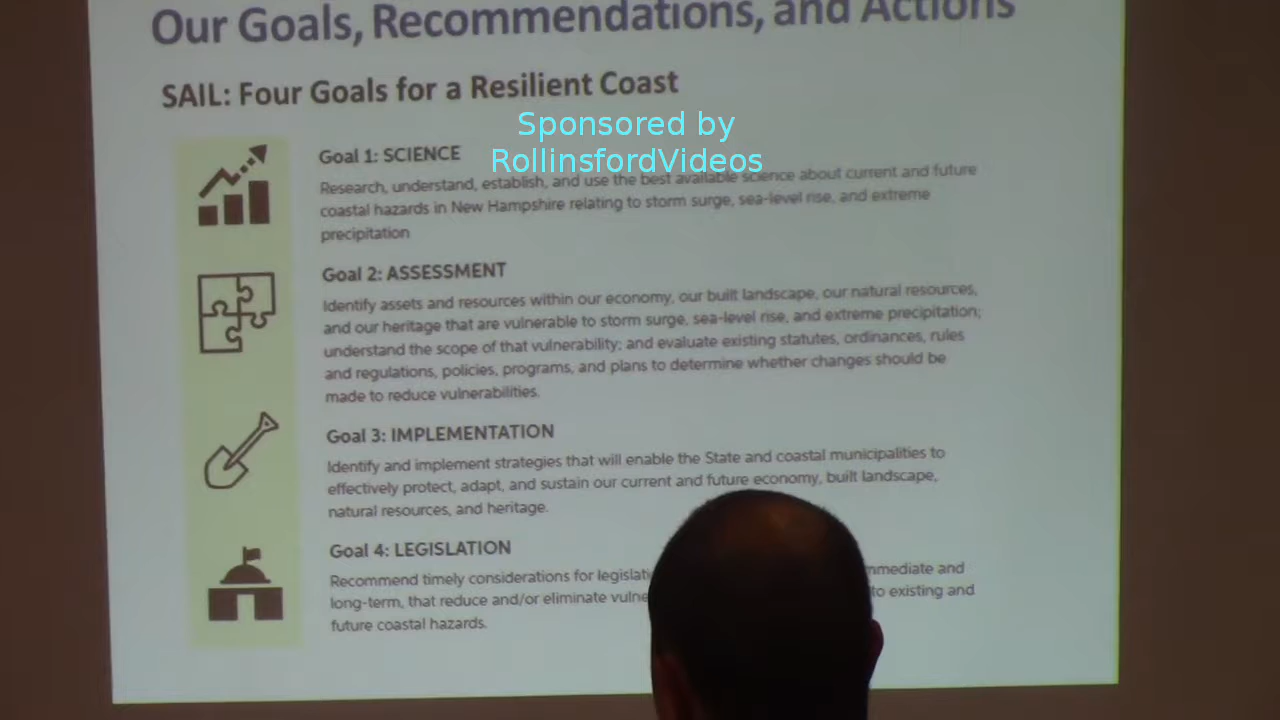 Our Goals, Recommendations, and Actions
SAIL: Four Goals for a Resilient Coast
Sponsored by
RollinsfordVideos
Goal 1: SCIENCE
Research, understand, establish, and use the best available science about current and future
coastal hazards in New Hampshire relating to storm surge, sea-level rise, and extreme
precipitation
Goal 2: ASSESSMENT
Identify assets and resources within our economy, our built landscape, our natural resources,
and our heritage that are vulnerable to storm surge, sea-level rise, and extreme precipitation;
understand the scope of that vulnerability; and evaluate existing statutes, ordinances, rules
and regulations, policies, programs, and plans to determine whether changes should be
made to reduce vulnerabilities.
Goal 3: IMPLEMENTATION
Identify and implement strategies that will enable the State and coastal municipalities to
effectively protect, adapt, and sustain our current and future economy, built landscape,
natural resources, and heritage.
Goal 4: LEGISLATION
Recommend timely considerations for legislati mmediate and
long-term, that reduce and/or eliminate vulne to existing and
future coastal hazards.